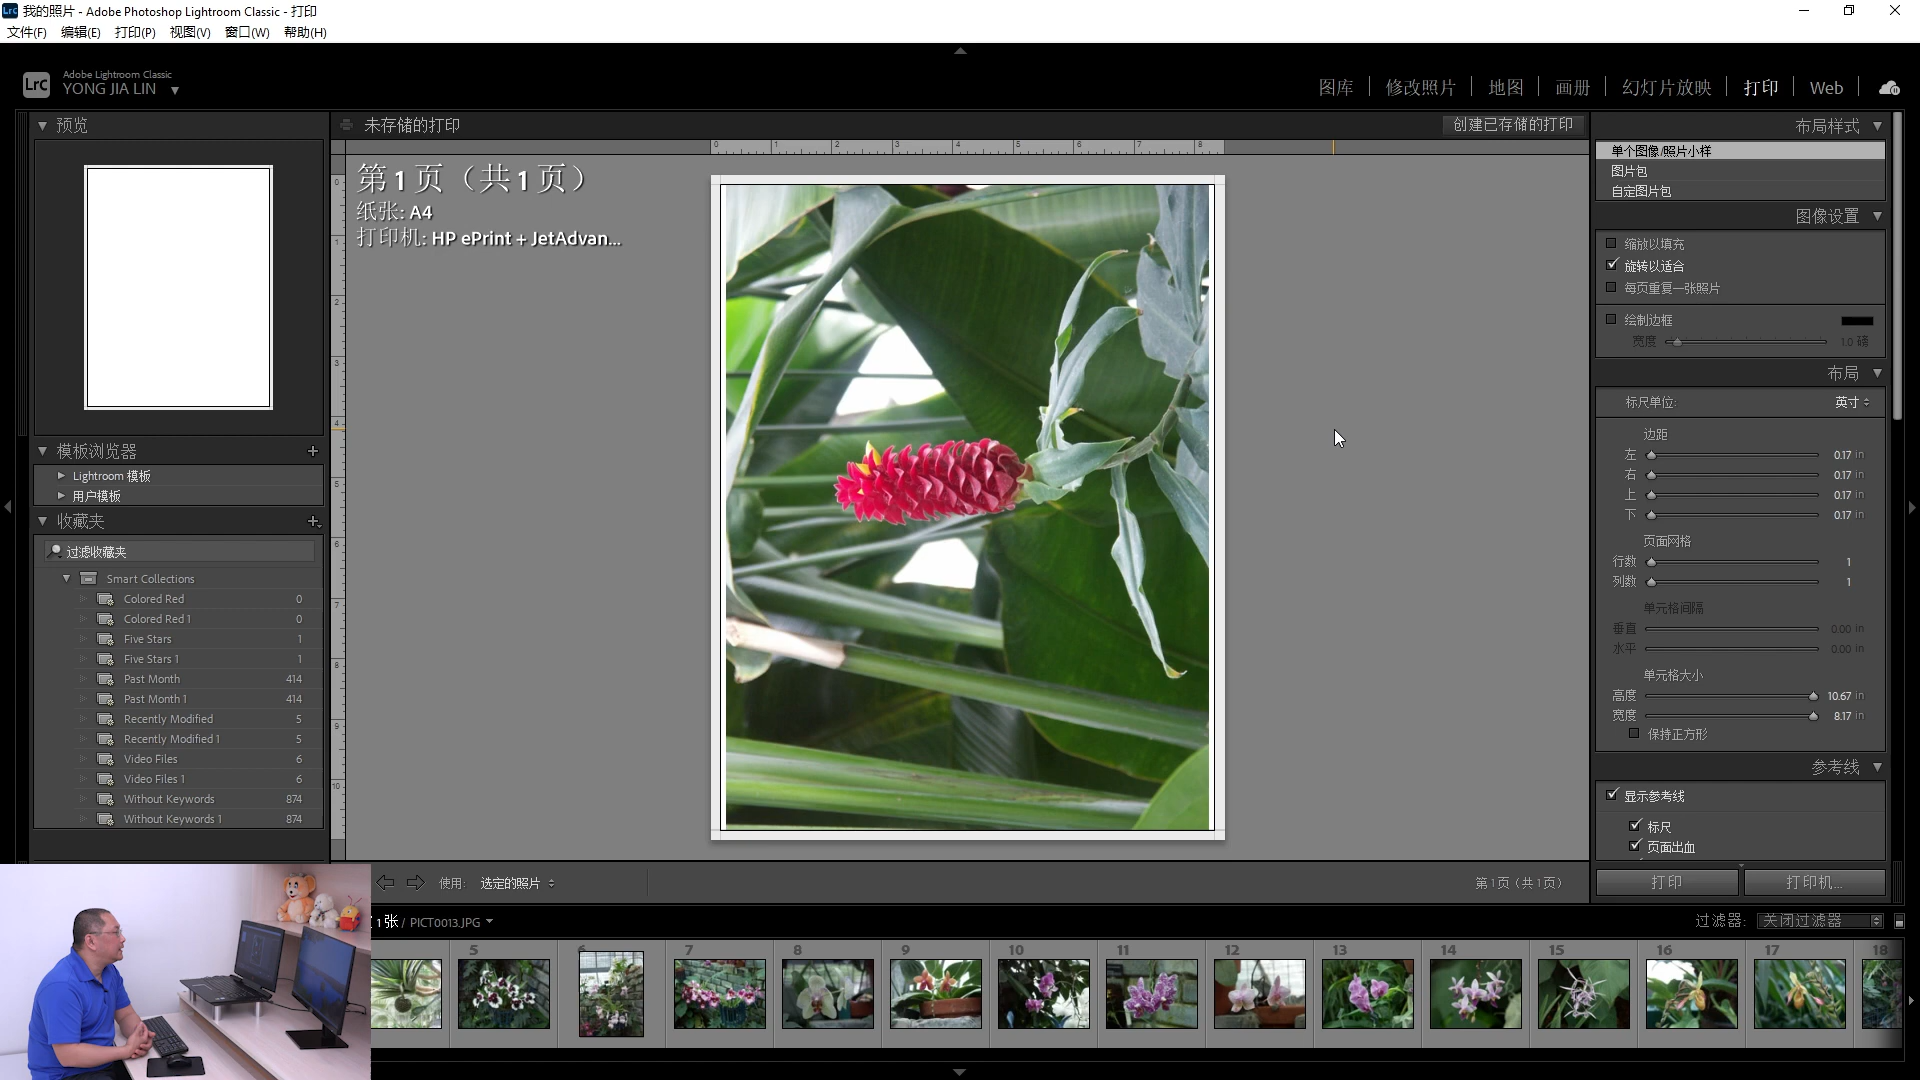 我的照片 - Adobe Photoshop Lightroom Classic - 打印
文件(F) 编辑(E) 打印(P) 视图(V) 窗口(W) 帮助(H)
LrC
Adobe Lightroom Classic
YONG JIA LIN
图库 修改照片 地图 画册 幻灯片放映 打印 Web
预览
未存储的打印
创建已存储的打印
第 1 页（共 1 页）
纸张: A4
打印机: HP ePrint + JetAdvan...
模板浏览器
Lightroom 模板
用户模板
收藏夹
过滤收藏夹
Smart Collections
Colored Red 0
Colored Red 1 0
Five Stars 1
Five Stars 1 1
Past Month 414
Past Month 1 414
Recently Modified 5
Recently Modified 1 5
Video Files 6
Video Files 1 6
Without Keywords 874
Without Keywords 1 874
布局样式
单个图像/照片小样
图片包
自定图片包
图像设置
缩放以填充
旋转以适合
每页重复一张照片
绘制边框
宽度 1.0 磅
布局
标尺单位: 英寸
边距
左 0.17 in
右 0.17 in
上 0.17 in
下 0.17 in
页面网格
行数 1
列数 1
单元格间隔
垂直 0.00 in
水平 0.00 in
单元格大小
高度 10.67 in
宽度 8.17 in
保持正方形
参考线
显示参考线
标尺
页面出血
打印 打印机...
使用: 选定的照片
第 1 页（共 1 页）
1 张 / PICT0013.JPG
过滤器: 关闭过滤器
5 6 7 8 9 10 11 12 13 14 15 16 17 18